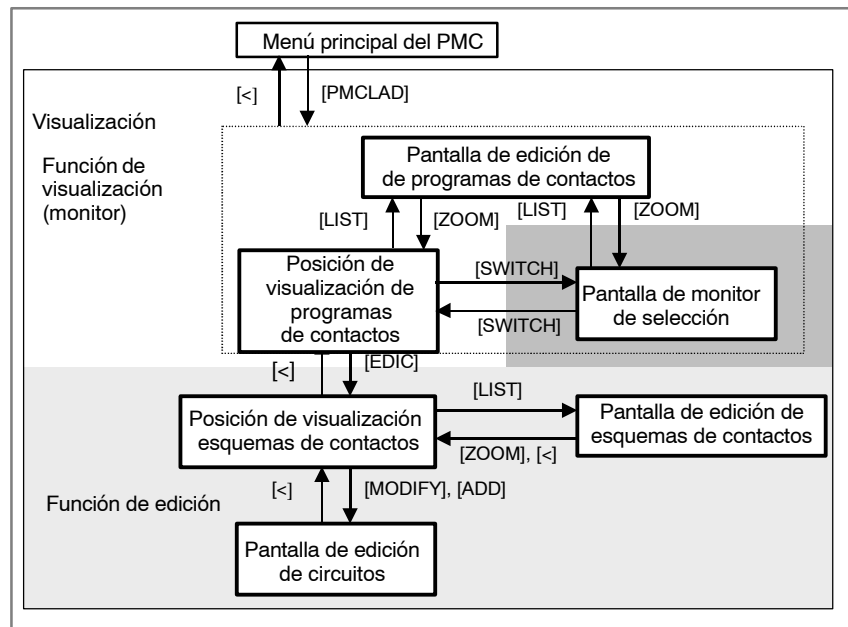 Menú principal del PMC
[<]
[PMCLAD]
Visualización
Función de
visualización
(monitor)
Pantalla de edición de
de programas de contactos
[LIST]
[ZOOM]
[LIST]
[ZOOM]
Posición de
visualización de
programas
de contactos
[SWITCH]
[SWITCH]
Pantalla de monitor
de selección
[<]
[EDIC]
Posición de visualización
esquemas de contactos
[LIST]
[ZOOM], [<]
Pantalla de edición de
esquemas de contactos
Función de edición
[<]
[MODIFY], [ADD]
Pantalla de edición
de circuitos